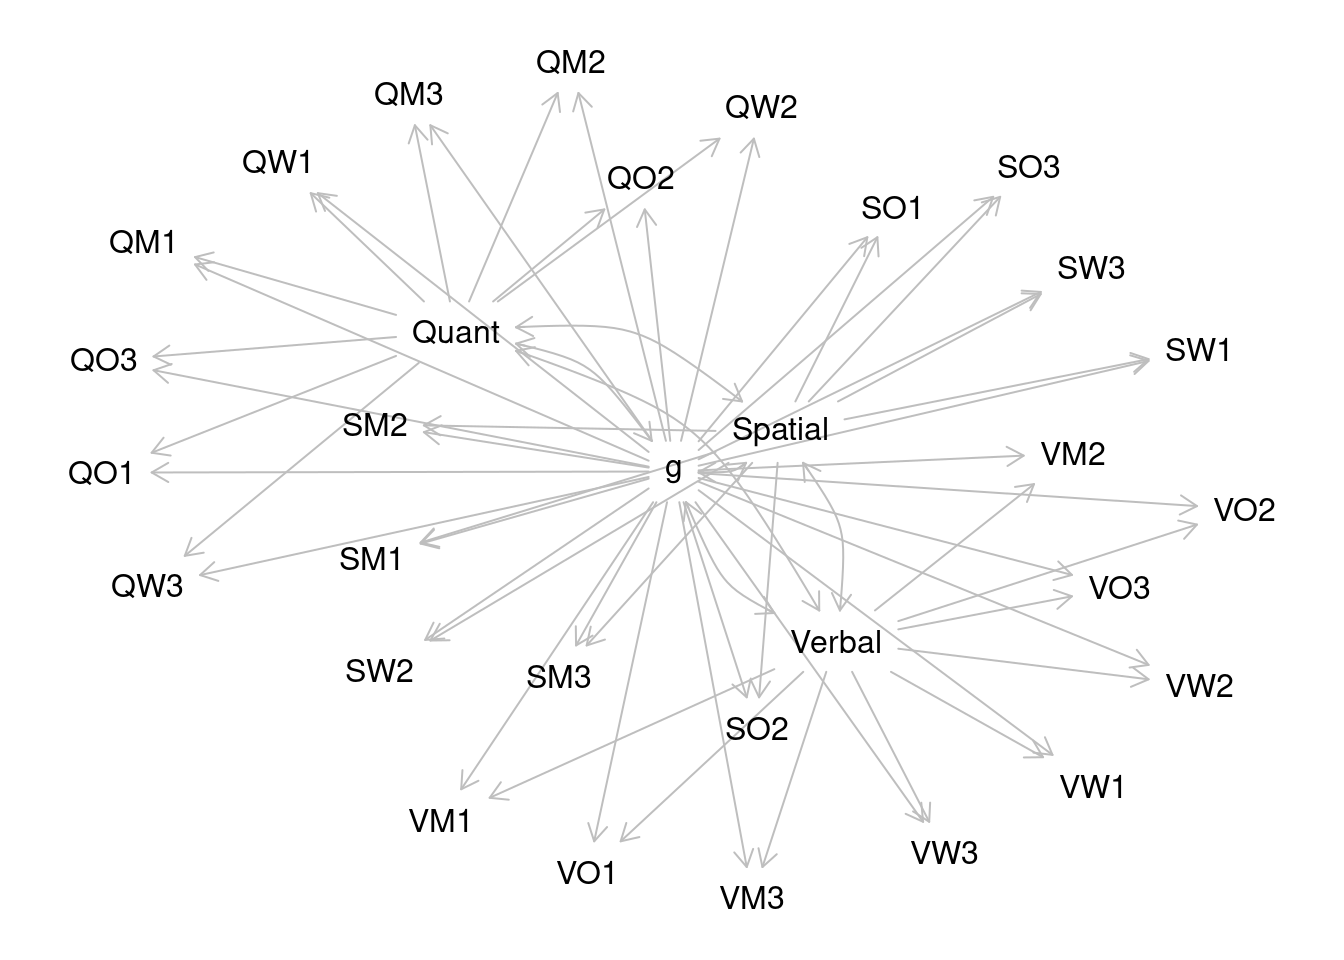 QM2
QM3
QW2
QW1
SO3
QO2
SO1
QM1
SW3
Quant
SW1
QO3
SM2
Spatial
VM2
g
QO1
VO2
SM1
QW3
VO3
Verbal
SW2
SM3
VW2
SO2
VW1
VM1
VW3
VO1
VM3